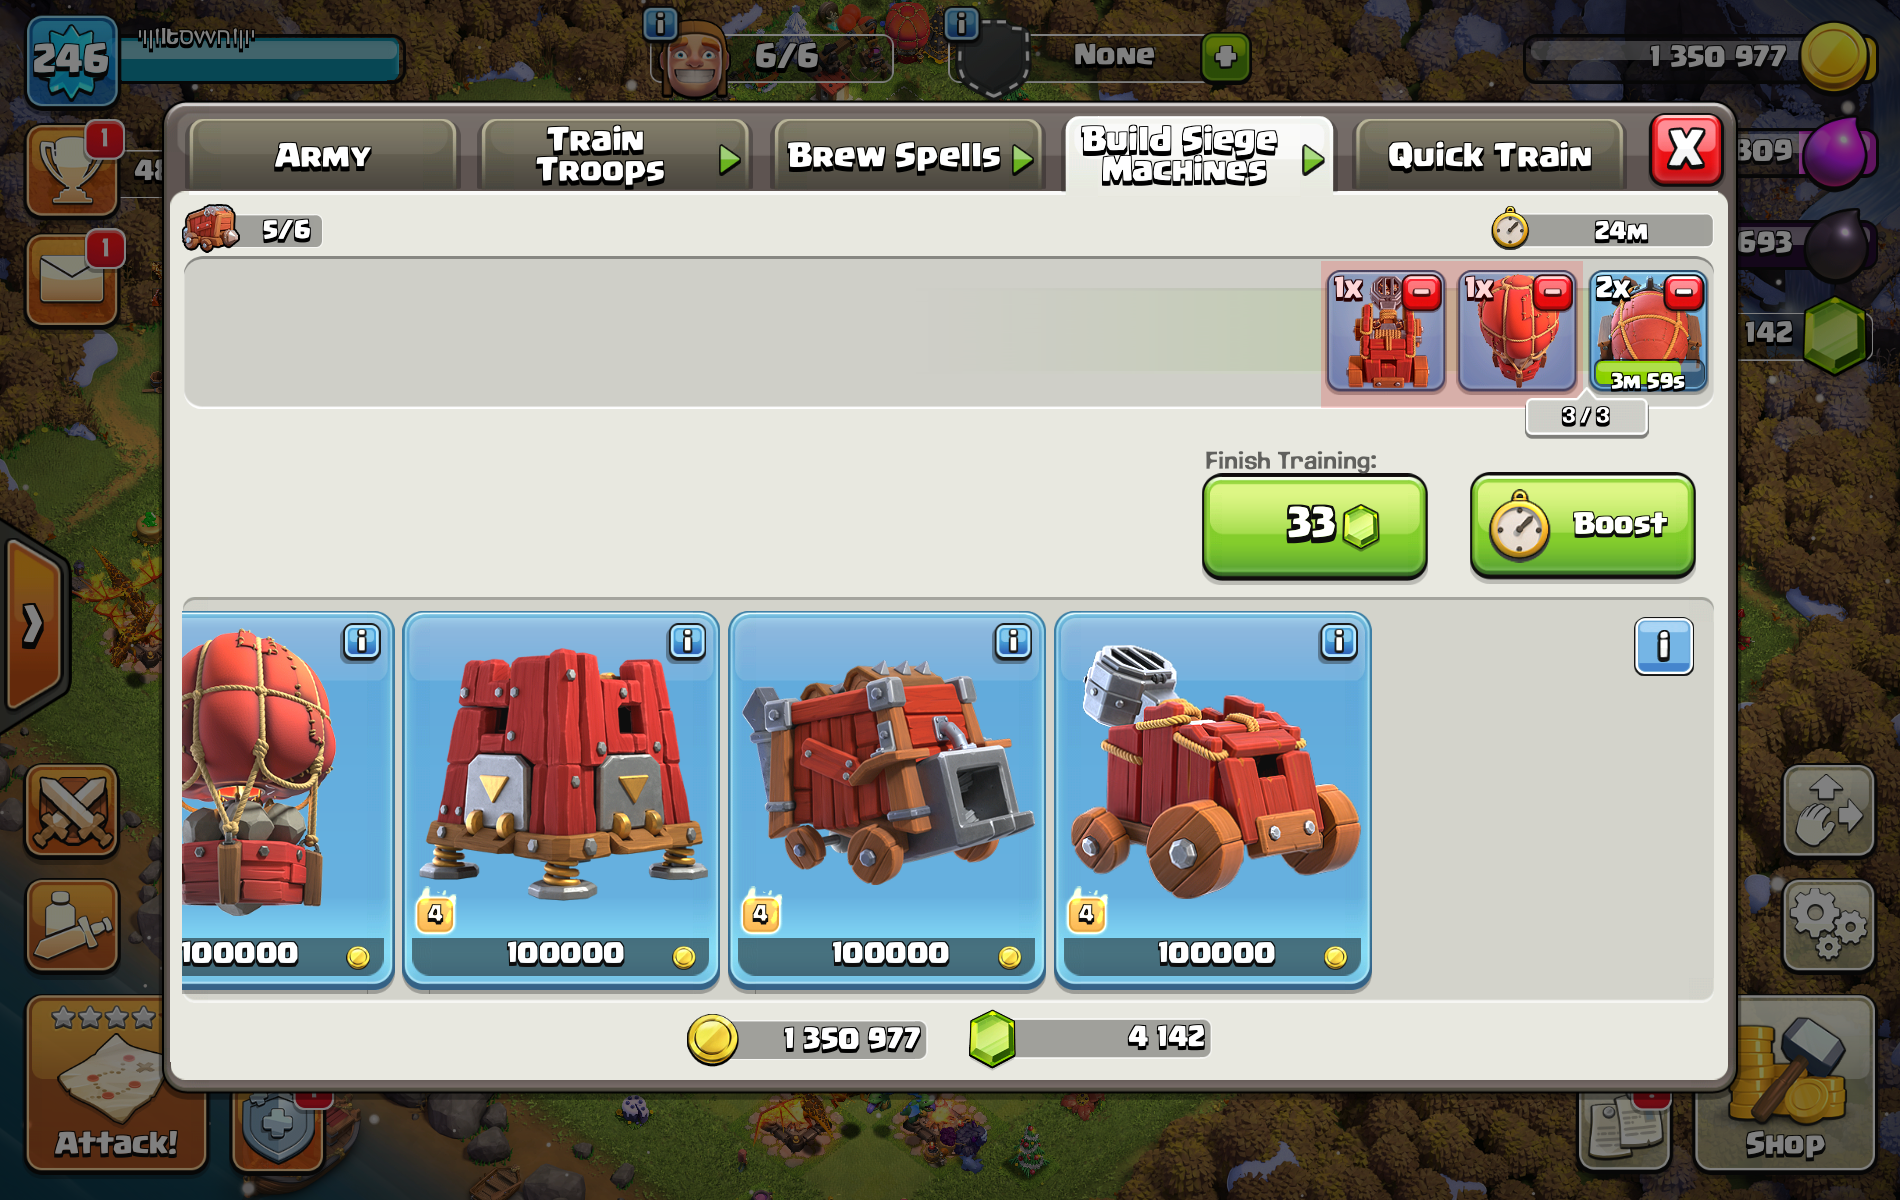 246
6/6
None
1 350 977
1
Army
Train Troops
Brew Spells
Build Siege Machines
Quick Train
X
309
5/6
24m
1
693
1x
1x
2x
3m 59s
142
3/3
Finish Training:
33
Boost
4
4
4
100000
100000
100000
100000
1 350 977
4 142
Attack!
Shop